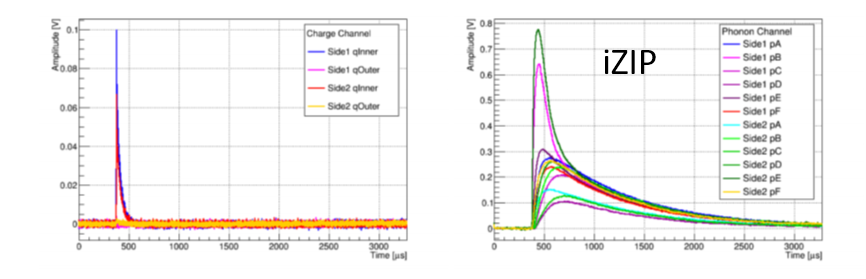 Amplitude [V]
0.1
0.08
0.06
0.04
0.02
0
0 500 1000 1500 2000 2500 3000
Time [µs]
Charge Channel
Side1 qInner
Side1 qOuter
Side2 qInner
Side2 qOuter
Amplitude [V]
0.8
0.7
0.6
0.5
0.4
0.3
0.2
0.1
0
0 500 1000 1500 2000 2500 3000
Time [µs]
iZIP
Phonon Channel
Side1 pA
Side1 pB
Side1 pC
Side1 pD
Side1 pE
Side1 pF
Side2 pA
Side2 pB
Side2 pC
Side2 pD
Side2 pE
Side2 pF